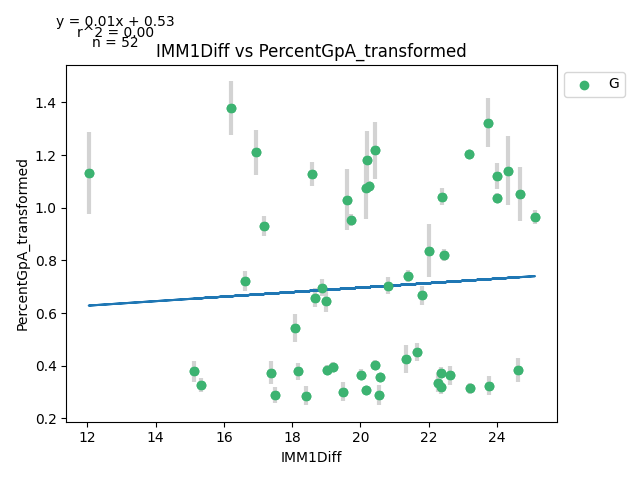 y = 0.01x + 0.53
r^2 = 0.00
n = 52
IMM1Diff vs PercentGpA_transformed
G
PercentGpA_transformed
1.4
1.2
1.0
0.8
0.6
0.4
0.2
12 14 16 18 20 22 24
IMM1Diff